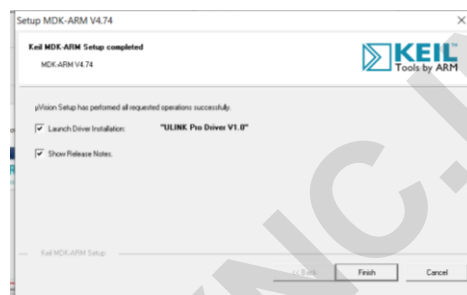 Setup MDK-ARM V4.74
Keil MDK-ARM Setup completed
MDK-ARM V4.74
KEIL™
Tools by ARM
µVision Setup has performed all requested operations successfully.
Launch Driver Installation: "ULINK Pro Driver V1.0"
Show Release Notes.
Keil MDK-ARM Setup
<< Back Finish Cancel